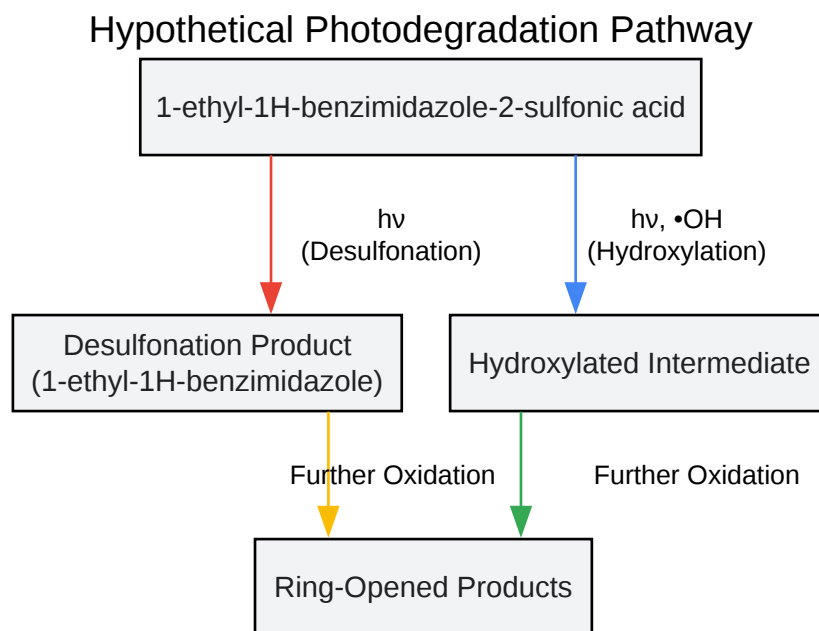 Hypothetical Photodegradation Pathway
1-ethyl-1H-benzimidazole-2-sulfonic acid
hν
(Desulfonation)
hν, •OH
(Hydroxylation)
Desulfonation Product
(1-ethyl-1H-benzimidazole)
Hydroxylated Intermediate
Further Oxidation
Further Oxidation
Ring-Opened Products